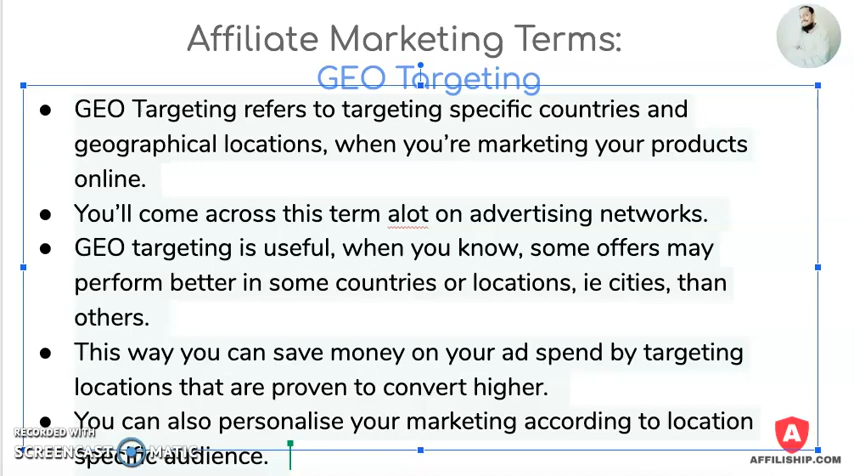 Affiliate Marketing Terms:
GEO Targeting
● GEO Targeting refers to targeting specific countries and
geographical locations, when you're marketing your products
online.
● You'll come across this term alot on advertising networks.
● GEO targeting is useful, when you know, some offers may
perform better in some countries or locations, ie cities, than
others.
● This way you can save money on your ad spend by targeting
locations that are proven to convert higher.
● You can also personalise your marketing according to location
specific audience.
RECORDED WITH
SCREENCAST MATIC
A
AFFILISHIP.COM